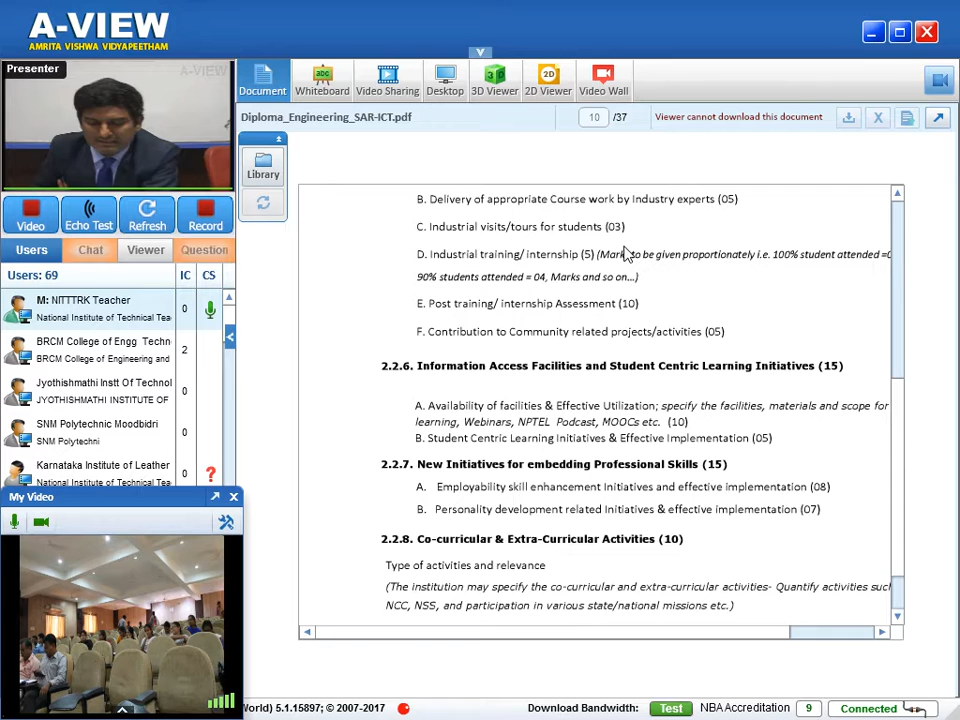 A-VIEW
AMRITA VISHWA VIDYAPEETHAM
Presenter
A-VIEW
Document
Whiteboard
abc
Video Sharing
Desktop
3D Viewer
2D
2D Viewer
Video Wall
Diploma_Engineering_SAR-ICT.pdf
10 /37
Viewer cannot download this document
Library
Video
Echo Test
Refresh
Record
Users
Chat
Viewer
Question
Users: 69
IC
CS
M: NITTTRK Teacher
National Institute of Technical Tea
0
BRCM College of Engg Techn
BRCM College of Engineering and
2
Jyothishmathi Instt Of Technol
JYOTHISHMATHI INSTITUTE OF
0
SNM Polytechnic Moodbidri
SNM Polytechni
0
Karnataka Institute of Leather
National Institute of Technical Tea
0
?
My Video
B. Delivery of appropriate Course work by Industry experts (05)
C. Industrial visits/tours for students (03)
D. Industrial training/ internship (5) (Marks to be given proportionately i.e. 100% student attended =0
90% students attended = 04, Marks and so on...)
E. Post training/ internship Assessment (10)
F. Contribution to Community related projects/activities (05)
2.2.6. Information Access Facilities and Student Centric Learning Initiatives (15)
A. Availability of facilities & Effective Utilization; specify the facilities, materials and scope for
learning, Webinars, NPTEL Podcast, MOOCs etc. (10)
B. Student Centric Learning Initiatives & Effective Implementation (05)
2.2.7. New Initiatives for embedding Professional Skills (15)
A. Employability skill enhancement Initiatives and effective implementation (08)
B. Personality development related Initiatives & effective implementation (07)
2.2.8. Co-curricular & Extra-Curricular Activities (10)
Type of activities and relevance
(The institution may specify the co-curricular and extra-curricular activities- Quantify activities such
NCC, NSS, and participation in various state/national missions etc.)
World) 5.1.15897; © 2007-2017
Download Bandwidth:
Test
NBA Accreditation
9
Connected